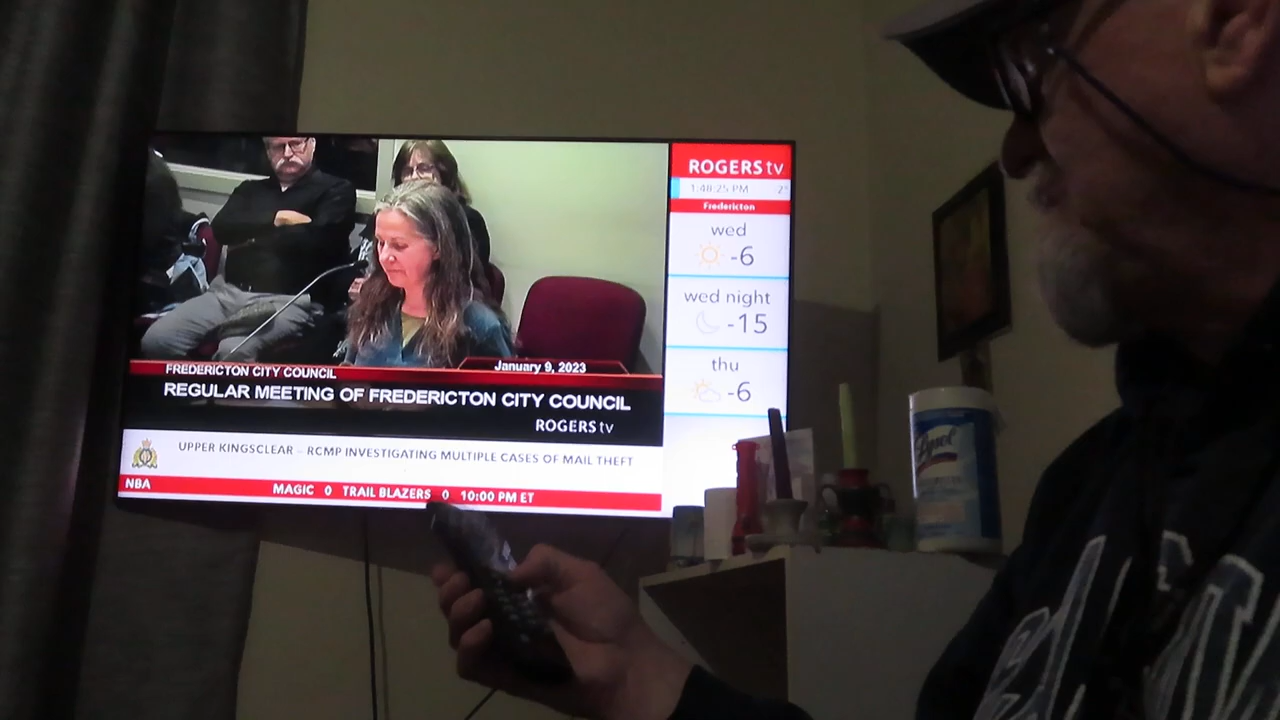 ROGERS tv
1:48:25 PM -2°
Fredericton
wed
-6
wed night
-15
thu
-6
FREDERICTON CITY COUNCIL
January 9, 2023
REGULAR MEETING OF FREDERICTON CITY COUNCIL
ROGERS tv
UPPER KINGSCLEAR – RCMP INVESTIGATING MULTIPLE CASES OF MAIL THEFT
NBA MAGIC 0 TRAIL BLAZERS 0 10:00 PM ET
Lysol